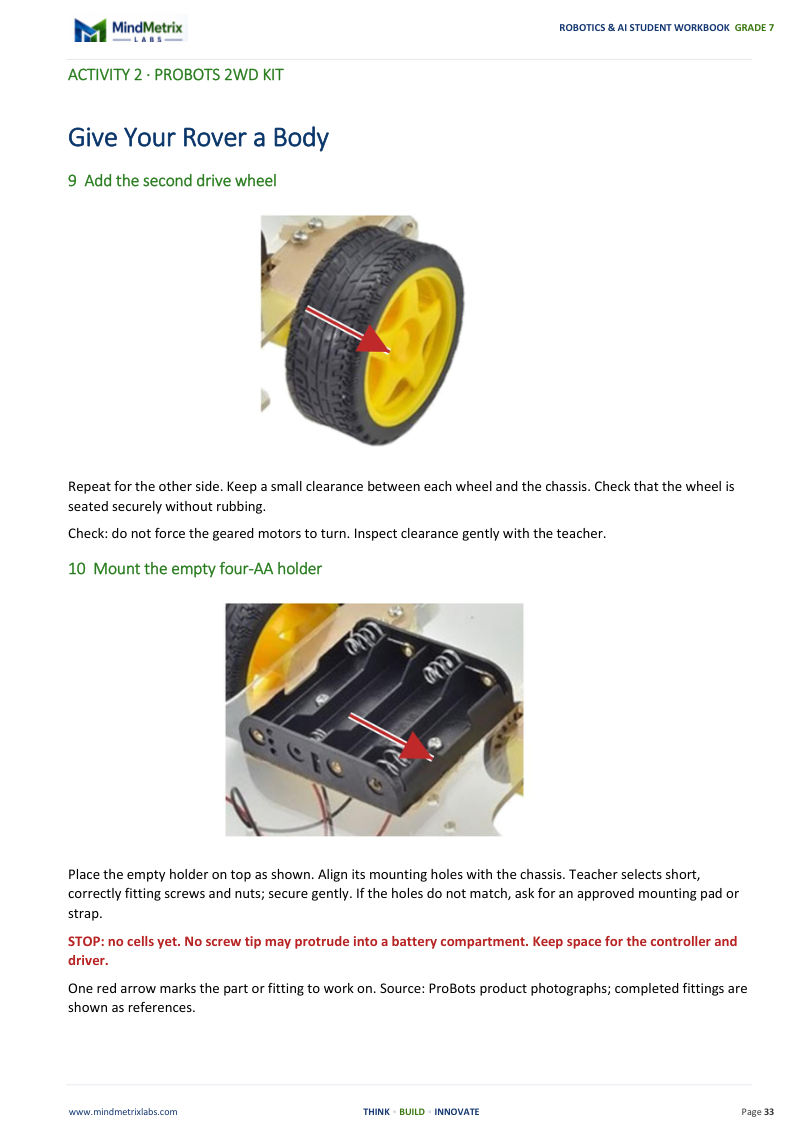 MindMetrix
LABS
ROBOTICS & AI STUDENT WORKBOOK GRADE 7
ACTIVITY 2 · PROBOTS 2WD KIT
Give Your Rover a Body
9 Add the second drive wheel
Repeat for the other side. Keep a small clearance between each wheel and the chassis. Check that the wheel is
seated securely without rubbing.
Check: do not force the geared motors to turn. Inspect clearance gently with the teacher.
10 Mount the empty four-AA holder
Place the empty holder on top as shown. Align its mounting holes with the chassis. Teacher selects short,
correctly fitting screws and nuts; secure gently. If the holes do not match, ask for an approved mounting pad or
strap.
STOP: no cells yet. No screw tip may protrude into a battery compartment. Keep space for the controller and
driver.
One red arrow marks the part or fitting to work on. Source: ProBots product photographs; completed fittings are
shown as references.
www.mindmetrixlabs.com
THINK • BUILD • INNOVATE
Page 33